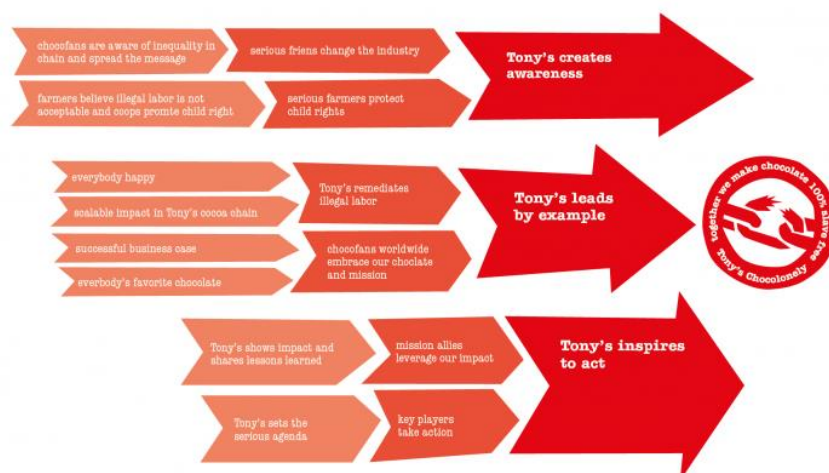 chocofans are aware of inequality in
chain and spread the message
serious friens change the industry
Tony's creates
awareness
farmers believe illegal labor is not
acceptable and coops promte child right
serious farmers protect
child rights
everybody happy
scalable impact in Tony's cocoa chain
Tony's remediates
illegal labor
Tony's leads
by example
successful business case
everbody's favorite chocolate
chocofans worldwide
embrace our choclate
and mission
together we make chocolate 100% slave free
Tony's Chocolonely
Tony's shows impact and
shares lessons learned
mission allies
leverage our impact
Tony's inspires
to act
Tony's sets the
serious agenda
key players
take action